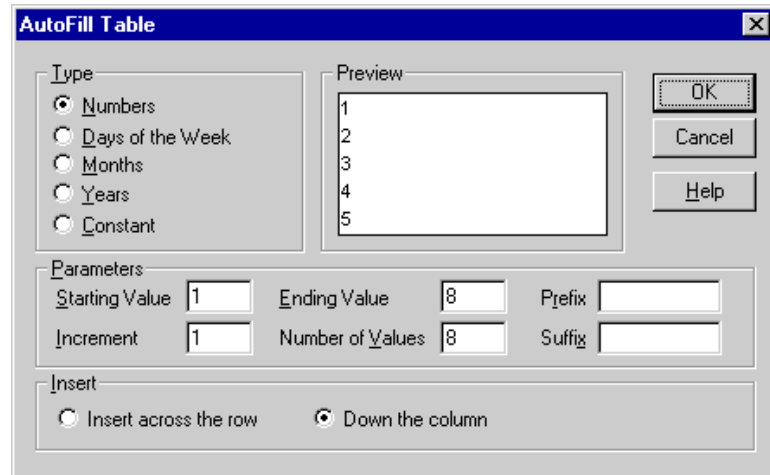 AutoFill Table
Type
Numbers
Days of the Week
Months
Years
Constant
Preview
1
2
3
4
5
OK
Cancel
Help
Parameters
Starting Value 1 Ending Value 8 Prefix
Increment 1 Number of Values 8 Suffix
Insert
Insert across the row Down the column